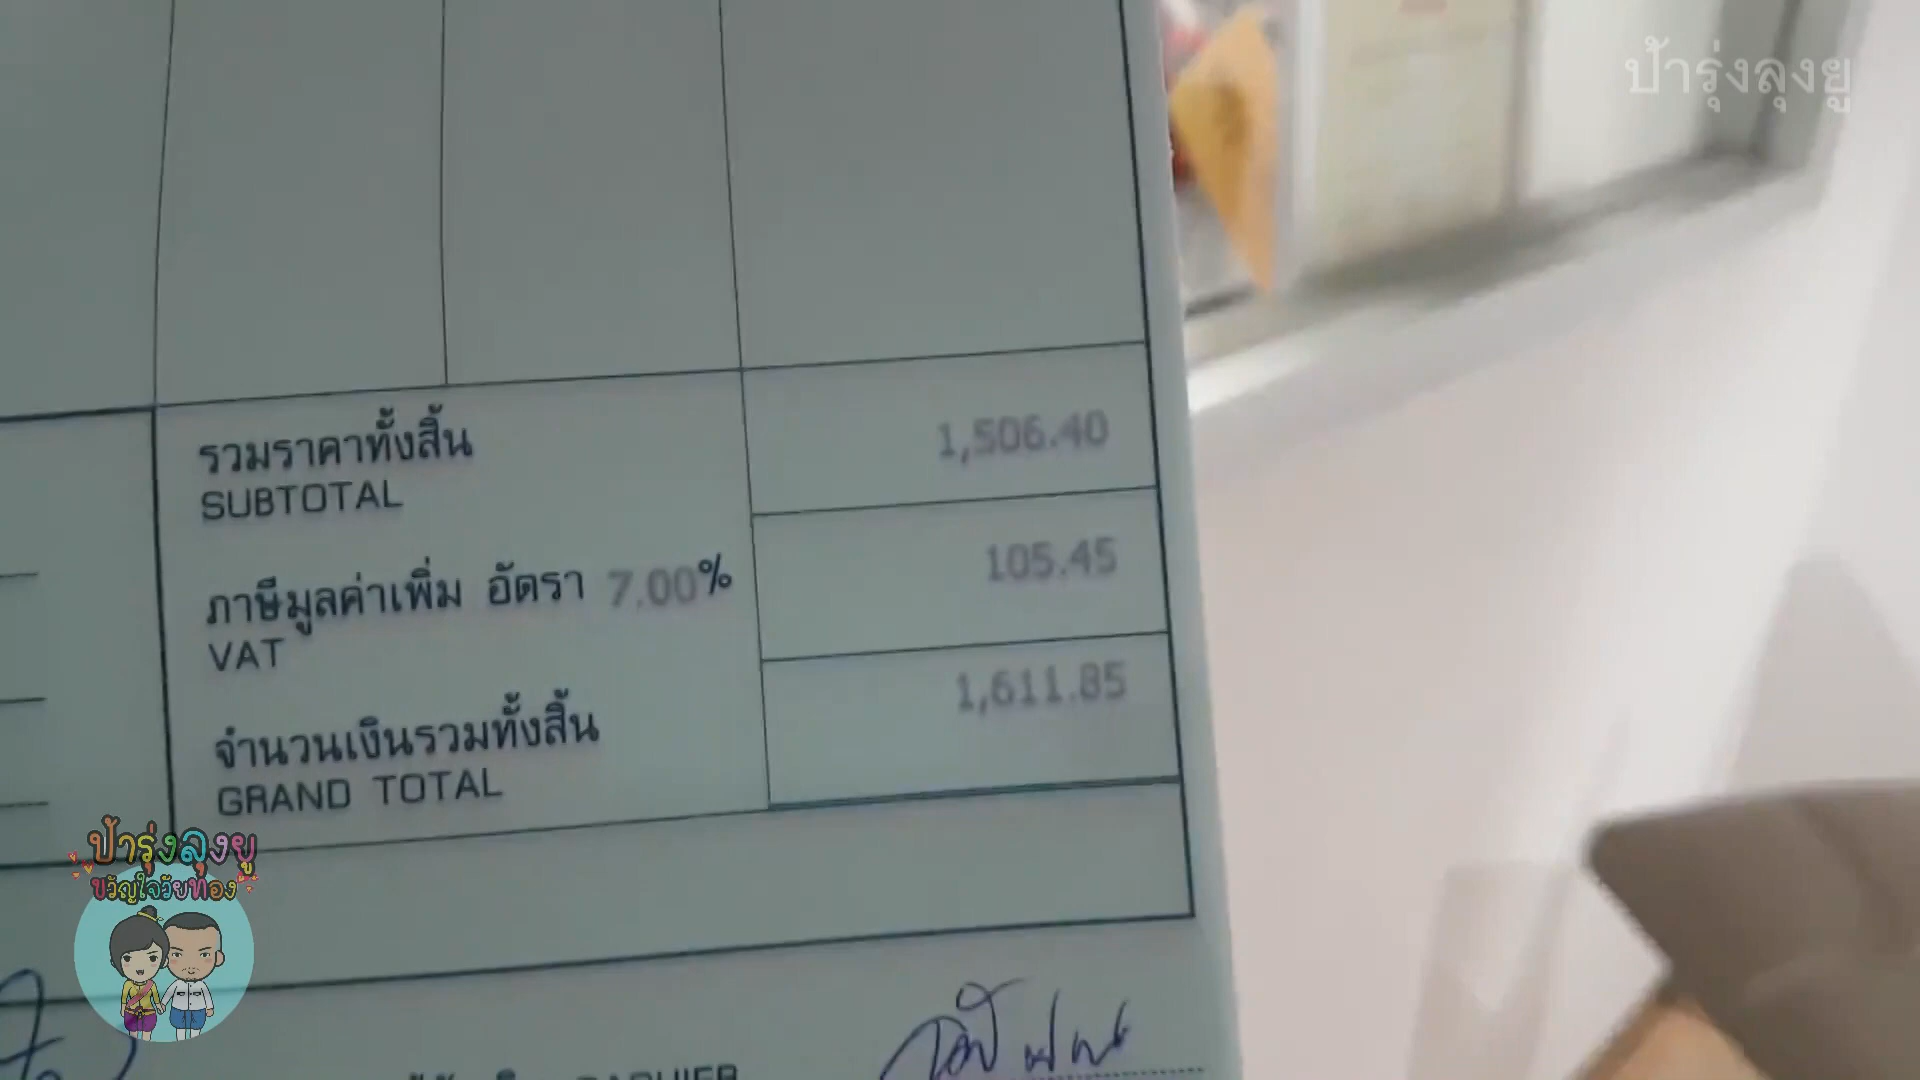 ป้ารุ่งลุงยู
รวมราคาทั้งสิ้น
SUBTOTAL
1,506.40
ภาษีมูลค่าเพิ่ม อัตรา 7.00%
VAT
105.45
จำนวนเงินรวมทั้งสิ้น
GRAND TOTAL
1,611.85
ป้ารุ่งลุงยู
ขวัญใจวัยทอง